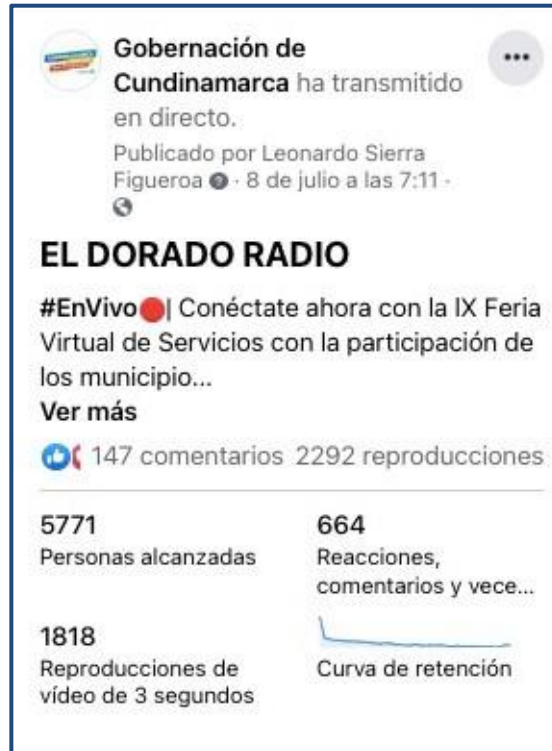 Gobernación de
Cundinamarca ha transmitido
en directo.
Publicado por Leonardo Sierra
Figueroa · 8 de julio a las 7:11 ·
EL DORADO RADIO
#EnVivo🔴| Conéctate ahora con la IX Feria
Virtual de Servicios con la participación de
los municipio...
Ver más
147 comentarios 2292 reproducciones
5771
Personas alcanzadas
664
Reacciones,
comentarios y vece...
1818
Reproducciones de
vídeo de 3 segundos
Curva de retención